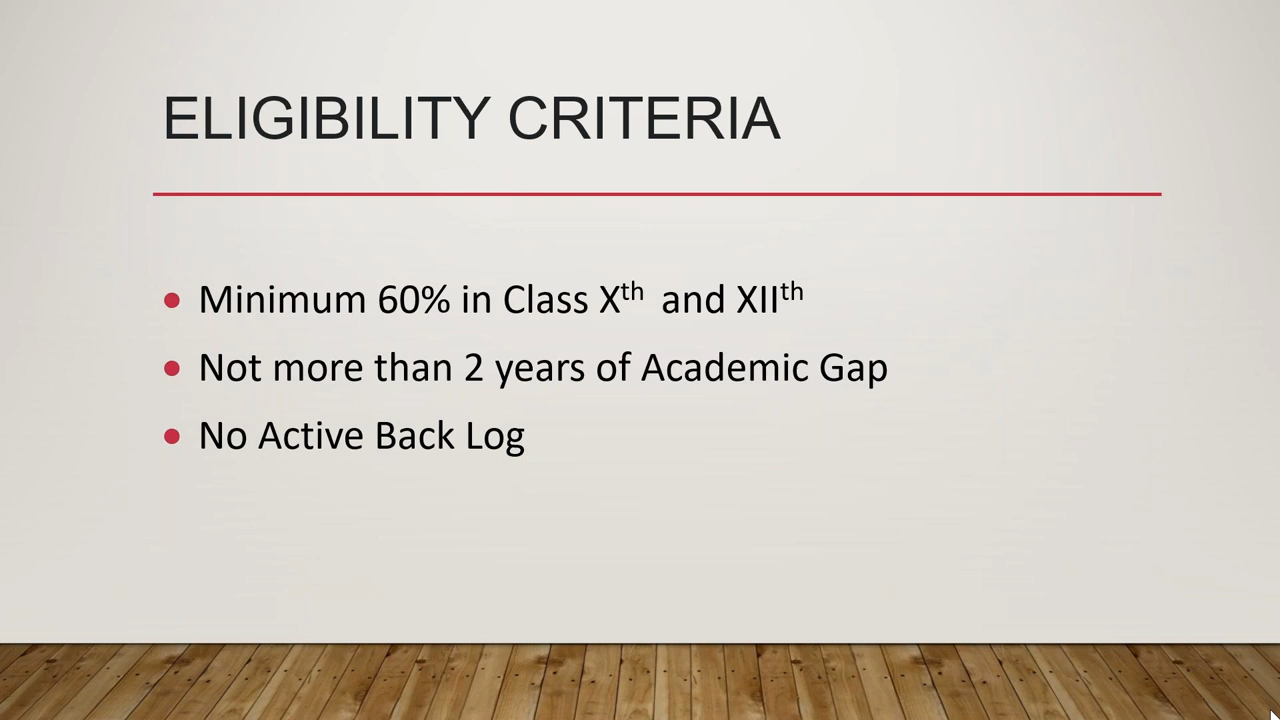 ELIGIBILITY CRITERIA
• Minimum 60% in Class Xth and XIIth
• Not more than 2 years of Academic Gap
• No Active Back Log